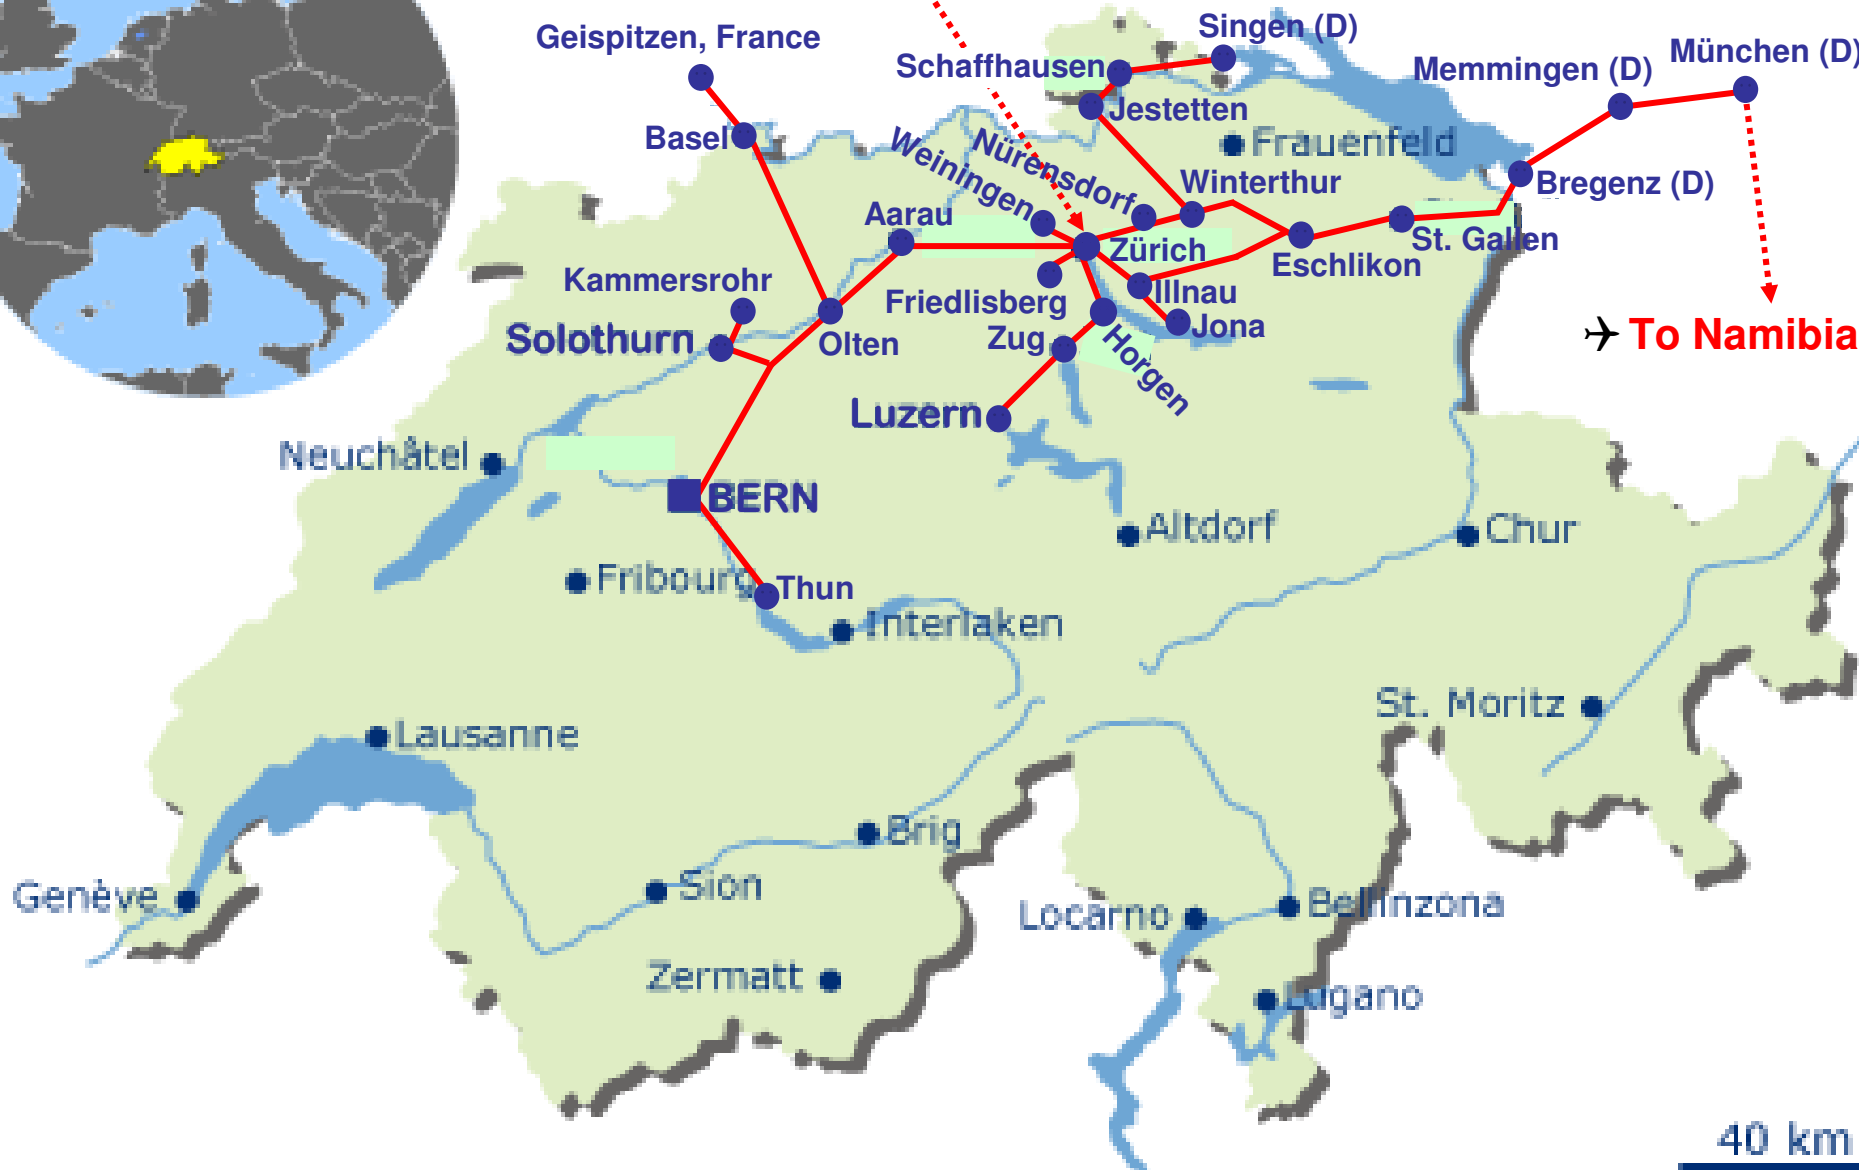 Singen (D)
Geispitzen, France
München (D)
Schaffhausen
Memmingen (D)
Jestetten
Basel
Frauenfeld
Weiningen
Nürensdorf
Winterthur
Bregenz (D)
Aarau
Zürich
St. Gallen
Eschlikon
Kammersrohr
Friedlisberg
Illnau
Jona
Solothurn
Olten
Zug
Horgen
To Namibia
Luzern
Neuchâtel
BERN
Altdorf
Chur
Fribourg
Thun
Interlaken
St. Moritz
Lausanne
Brig
Genève
Sion
Locarno
Bellinzona
Zermatt
Lugano
40 km